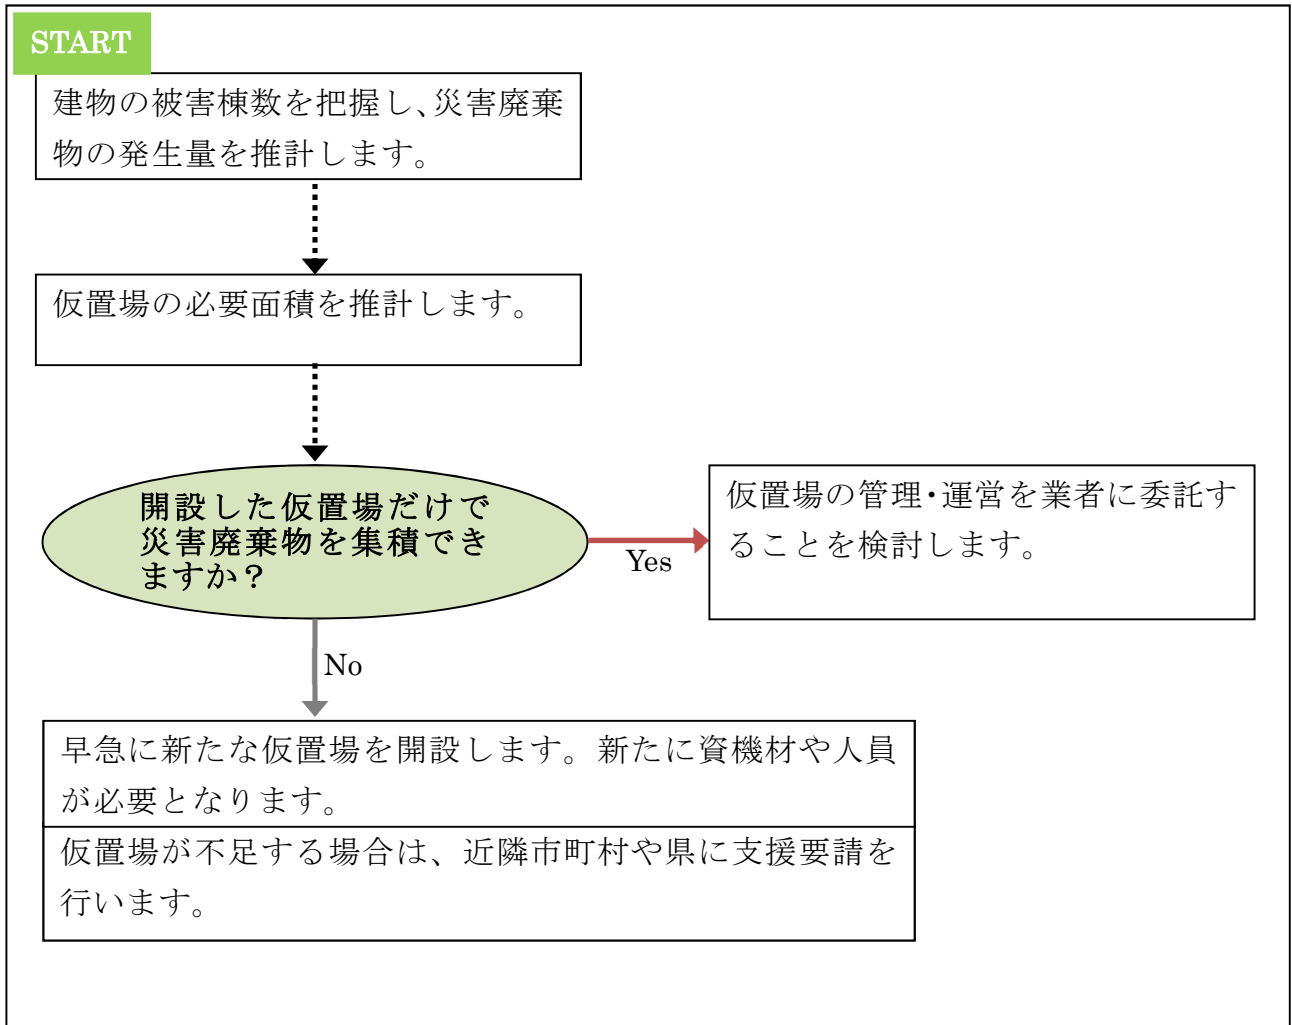 START
建物の被害棟数を把握し、災害廃棄
物の発生量を推計します。
仮置場の必要面積を推計します。
開設した仮置場だけで
災害廃棄物を集積でき
ますか？
Yes
仮置場の管理･運営を業者に委託す
ることを検討します。
No
早急に新たな仮置場を開設します。新たに資機材や人員
が必要となります。
仮置場が不足する場合は、近隣市町村や県に支援要請を
行います。